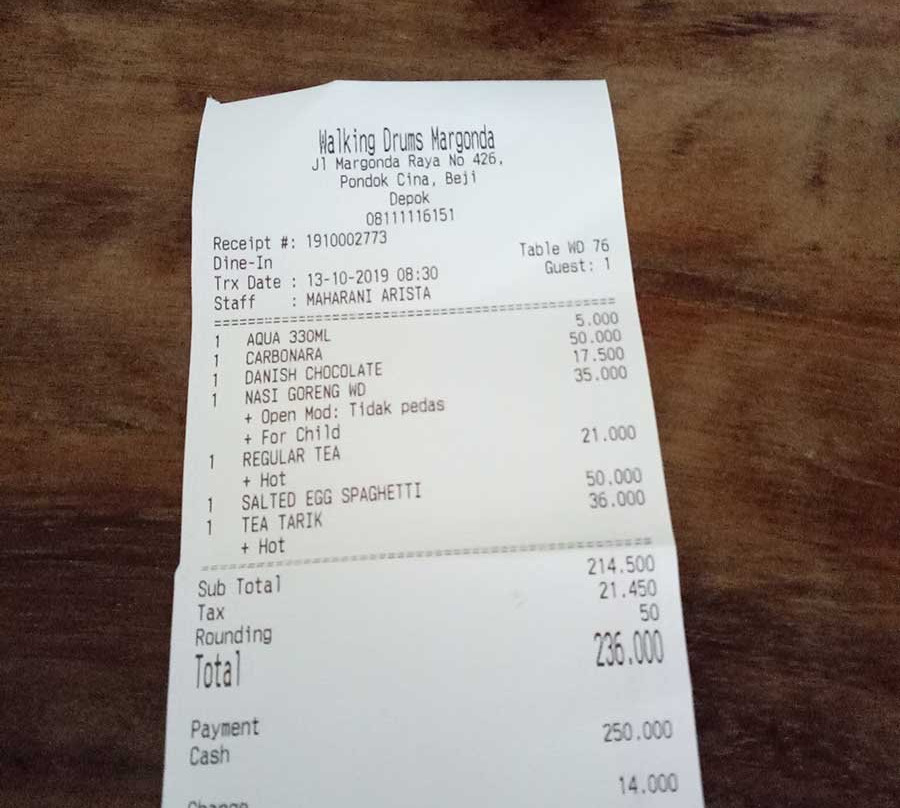 Walking Drums Margonda
Jl Margonda Raya No 426,
Pondok Cina, Beji
Depok
08111116151
Receipt #: 1910002773
Dine-In Table WD 76
Trx Date : 13-10-2019 08:30 Guest: 1
Staff : MAHARANI ARISTA
1 AQUA 330ML 5.000
1 CARBONARA 50.000
1 DANISH CHOCOLATE 17.500
1 NASI GORENG WD 35.000
+ Open Mod: Tidak pedas
+ For Child
1 REGULAR TEA 21.000
+ Hot
1 SALTED EGG SPAGHETTI 50.000
1 TEA TARIK 36.000
+ Hot
Sub Total 214.500
Tax 21.450
Rounding 50
Total 236.000
Payment
Cash 250.000
Change 14.000